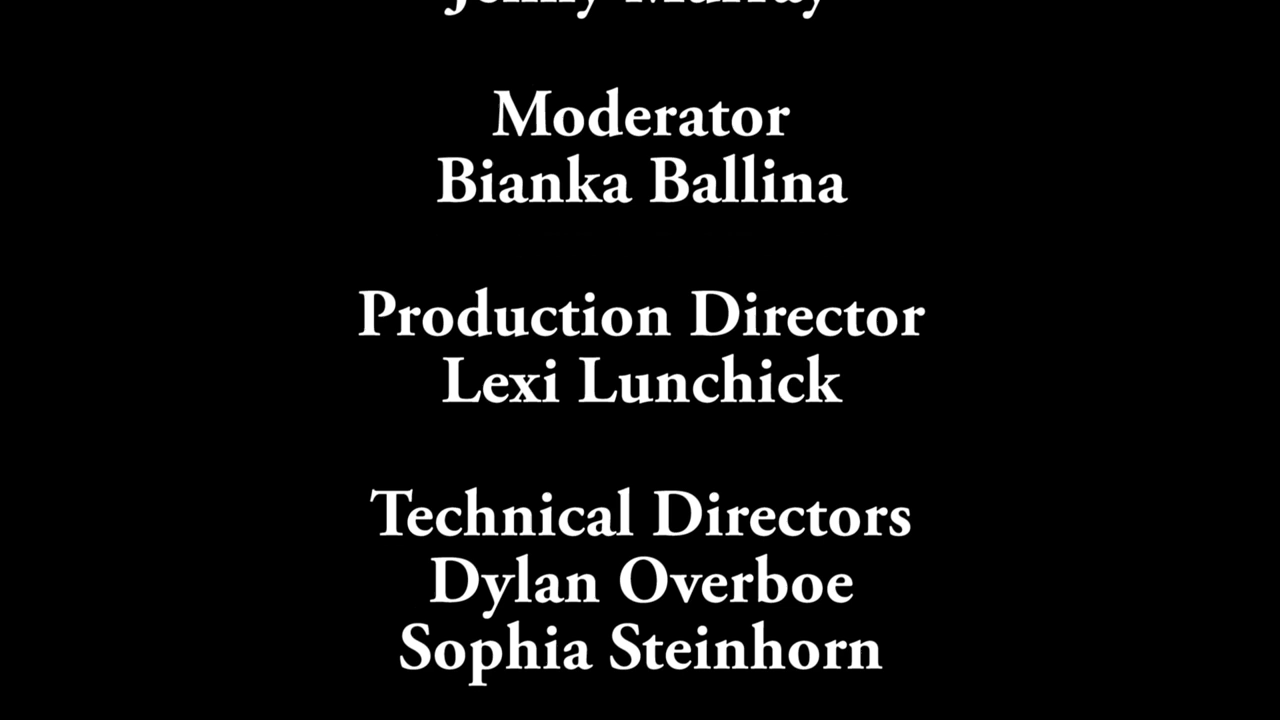 Moderator
Bianka Ballina
Production Director
Lexi Lunchick
Technical Directors
Dylan Overboe
Sophia Steinhorn